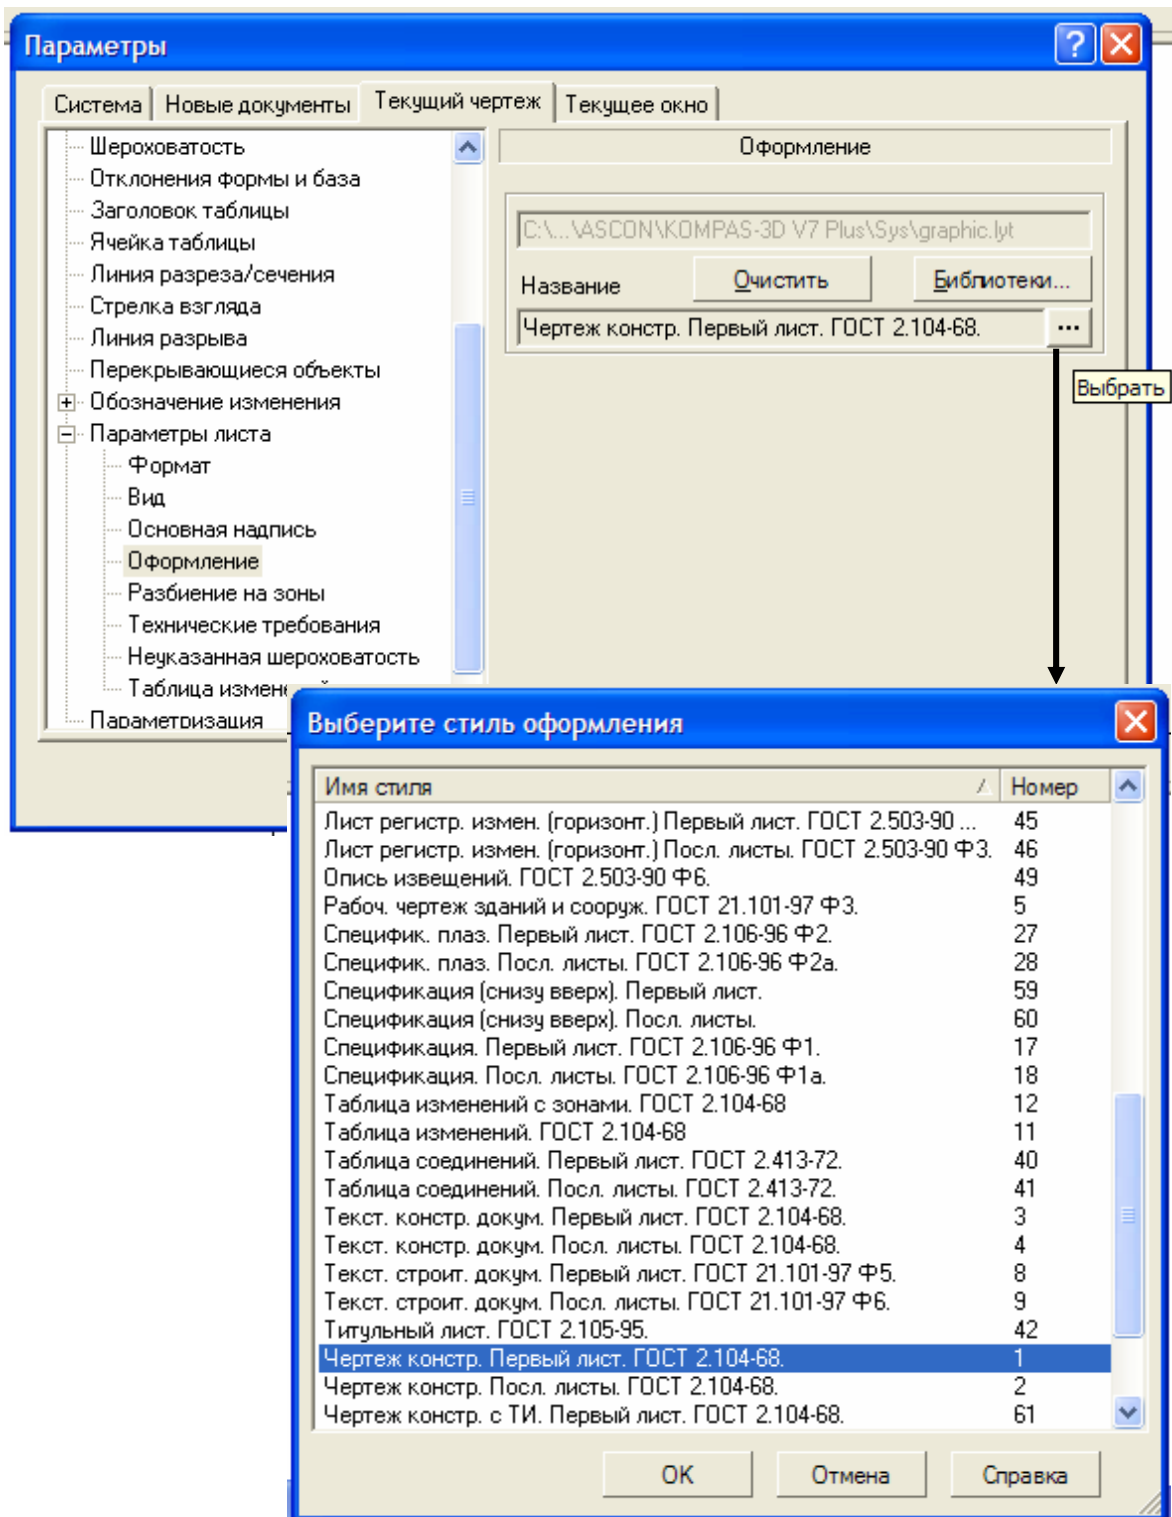 Параметры
Система
Новые документы
Текущий чертеж
Текущее окно
Шероховатость
Отклонения формы и база
Заголовок таблицы
Ячейка таблицы
Линия разреза/сечения
Стрелка взгляда
Линия разрыва
Перекрывающиеся объекты
Обозначение изменения
Параметры листа
Формат
Вид
Основная надпись
Оформление
Разбиение на зоны
Технические требования
Неуказанная шероховатость
Таблица измене
Параметризация
Оформление
C:\...\ASCON\KOMPAS-3D V7 Plus\Sys\graphic.lyt
Название
Очистить
Библиотеки...
Чертеж констр. Первый лист. ГОСТ 2.104-68.
...
Выбрать
Выберите стиль оформления
Имя стиля Номер
Лист регистр. измен. (горизонт.) Первый лист. ГОСТ 2.503-90 ... 45
Лист регистр. измен. (горизонт.) Посл. листы. ГОСТ 2.503-90 Ф3. 46
Опись извещений. ГОСТ 2.503-90 Ф6. 49
Рабоч. чертеж зданий и сооруж. ГОСТ 21.101-97 Ф3. 5
Специфик. плаз. Первый лист. ГОСТ 2.106-96 Ф2. 27
Специфик. плаз. Посл. листы. ГОСТ 2.106-96 Ф2а. 28
Спецификация (снизу вверх). Первый лист. 59
Спецификация (снизу вверх). Посл. листы. 60
Спецификация. Первый лист. ГОСТ 2.106-96 Ф1. 17
Спецификация. Посл. листы. ГОСТ 2.106-96 Ф1а. 18
Таблица изменений с зонами. ГОСТ 2.104-68 12
Таблица изменений. ГОСТ 2.104-68 11
Таблица соединений. Первый лист. ГОСТ 2.413-72. 40
Таблица соединений. Посл. листы. ГОСТ 2.413-72. 41
Текст. констр. докум. Первый лист. ГОСТ 2.104-68. 3
Текст. констр. докум. Посл. листы. ГОСТ 2.104-68. 4
Текст. строит. докум. Первый лист. ГОСТ 21.101-97 Ф5. 8
Текст. строит. докум. Посл. листы. ГОСТ 21.101-97 Ф6. 9
Титульный лист. ГОСТ 2.105-95. 42
Чертеж констр. Первый лист. ГОСТ 2.104-68. 1
Чертеж констр. Посл. листы. ГОСТ 2.104-68. 2
Чертеж констр. с ТИ. Первый лист. ГОСТ 2.104-68. 61
OK
Отмена
Справка